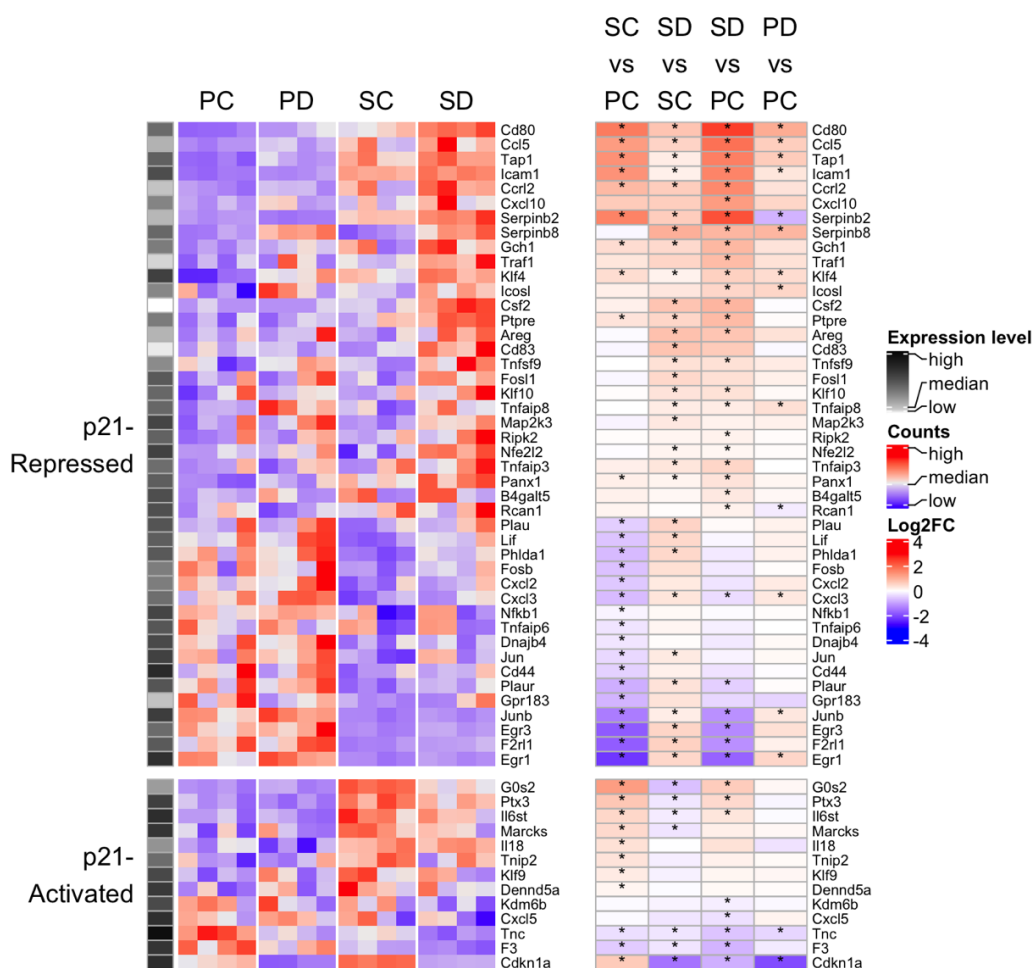 SC SD SD PD
vs vs vs vs
PC PD SC SD PC SC PC PC
Cd80 * * * * Cd80
Ccl5 * * * * Ccl5
Tap1 * * * * Tap1
Icam1 * * * * Icam1
Ccrl2 * * * Ccrl2
Cxcl10 * Cxcl10
Serpinb2 * * * * Serpinb2
Serpinb8 * * * Serpinb8
Gch1 * * * Gch1
Traf1 * Traf1
Klf4 * * * * Klf4
Icosl * * Icosl
Csf2 * * Csf2
Ptpre * * * Ptpre
Areg * * Areg
Cd83 * Cd83
Tnfsf9 * * Tnfsf9
Fosl1 * Fosl1
Klf10 * * Klf10
Tnfaip8 * * * Tnfaip8
Map2k3 * Map2k3
Ripk2 * Ripk2
Nfe2l2 * * Nfe2l2
Tnfaip3 * * Tnfaip3
Panx1 * * * Panx1
B4galt5 * B4galt5
Rcan1 * * Rcan1
Plau * * Plau
Lif * * Lif
Phlda1 * * Phlda1
Fosb * Fosb
Cxcl2 * Cxcl2
Cxcl3 * * * * Cxcl3
Nfkb1 * Nfkb1
Tnfaip6 * Tnfaip6
Dnajb4 * Dnajb4
Jun * * Jun
Cd44 * Cd44
Plaur * * * Plaur
Gpr183 * Gpr183
Junb * * * * Junb
Egr3 * * * Egr3
F2rl1 * * * F2rl1
Egr1 * * * * Egr1
p21-
Repressed
G0s2 * * * G0s2
Ptx3 * * * Ptx3
Il6st * * * Il6st
Marcks * * Marcks
Il18 * Il18
Tnip2 * Tnip2
Klf9 * Klf9
Dennd5a * Dennd5a
Kdm6b * Kdm6b
Cxcl5 * Cxcl5
Tnc * * * * Tnc
F3 * * * F3
Cdkn1a * * * * Cdkn1a
p21-
Activated
Expression level
high
median
low
Counts
high
median
low
Log2FC
4
2
0
-2
-4